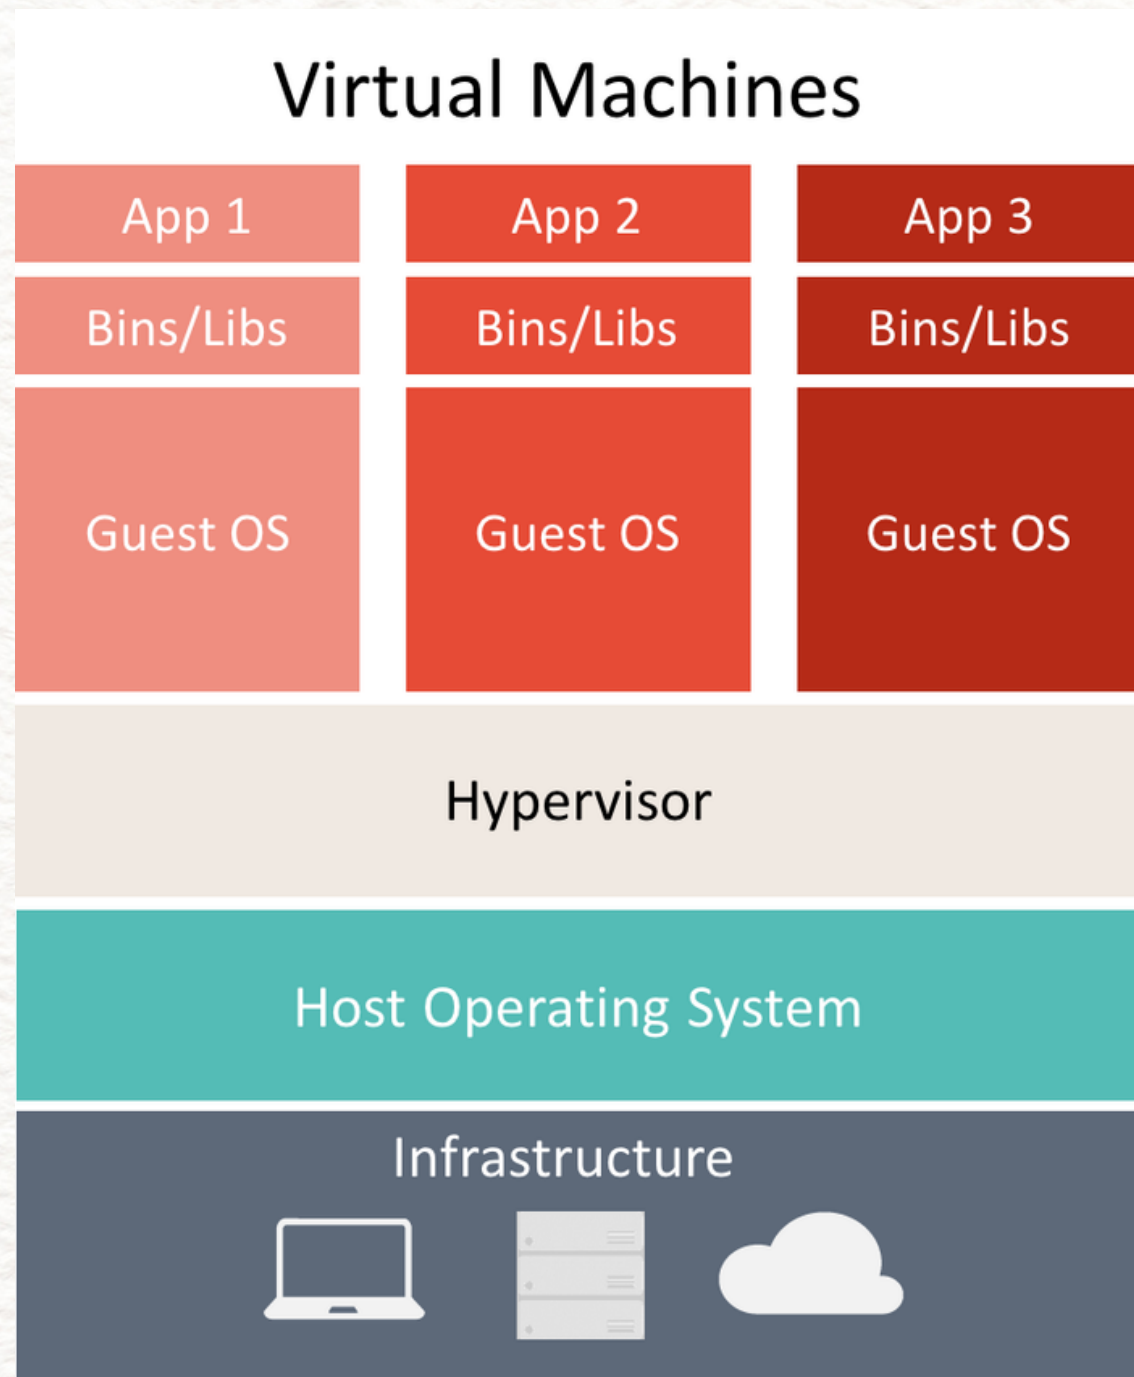 Virtual Machines
App 1
App 2
App 3
Bins/Libs
Bins/Libs
Bins/Libs
Guest OS
Guest OS
Guest OS
Hypervisor
Host Operating System
Infrastructure